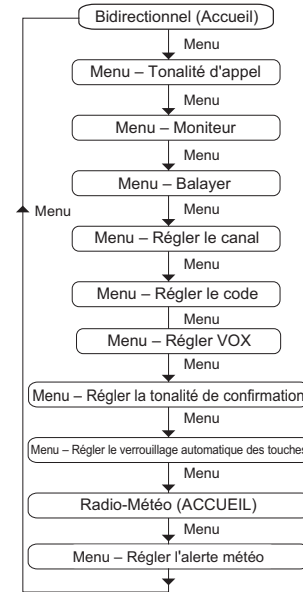 Bidirectionnel (Accueil)
Menu
Menu – Tonalité d'appel
Menu
Menu – Moniteur
Menu
Menu – Balayer
Menu
Menu
Menu – Régler le canal
Menu
Menu – Régler le code
Menu
Menu – Régler VOX
Menu
Menu – Régler la tonalité de confirmation
Menu
Menu – Régler le verrouillage automatique des touches
Menu
Radio-Météo (ACCUEIL)
Menu
Menu – Régler l'alerte météo